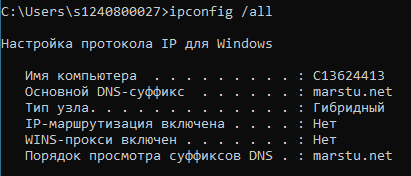 C:\Users\s1240800027>ipconfig /all
Настройка протокола IP для Windows
Имя компьютера . . . . . . . . . : C13624413
Основной DNS-суффикс . . . . . . : marstu.net
Тип узла. . . . . . . . . . . . . : Гибридный
IP-маршрутизация включена . . . . : Нет
WINS-прокси включен . . . . . . . : Нет
Порядок просмотра суффиксов DNS . : marstu.net